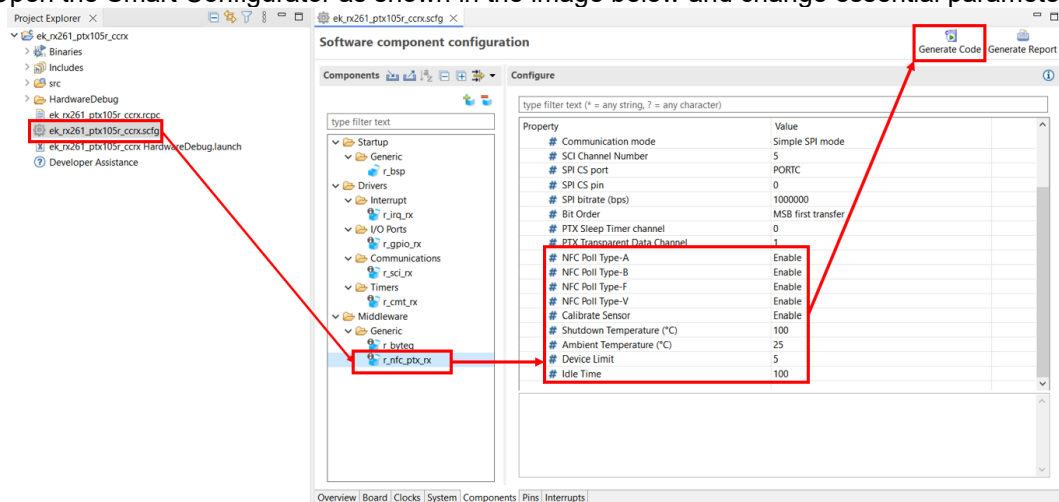 Open the Smart Configurator as shown in the image below and change essential parame
Project Explorer
ek_rx261_ptx105r_ccrx
Binaries
Includes
src
HardwareDebug
ek_rx261_ptx105r_ccrx.rcpc
ek_rx261_ptx105r_ccrx.scfg
ek_rx261_ptx105r_ccrx HardwareDebug.launch
Developer Assistance
ek_rx261_ptx105r_ccrx.scfg
Software component configuration
Generate Code Generate Report
Components
type filter text
Startup
Generic
r_bsp
Drivers
Interrupt
r_irq_rx
I/O Ports
r_gpio_rx
Communications
r_sci_rx
Timers
r_cmt_rx
Middleware
Generic
r_byteq
r_nfc_ptx_rx
Configure
type filter text (* = any string, ? = any character)
Property Value
# Communication mode Simple SPI mode
# SCI Channel Number 5
# SPI CS port PORTC
# SPI CS pin 0
# SPI bitrate (bps) 1000000
# Bit Order MSB first transfer
# PTX Sleep Timer channel 0
# PTX Transparent Data Channel 1
# NFC Poll Type-A Enable
# NFC Poll Type-B Enable
# NFC Poll Type-F Enable
# NFC Poll Type-V Enable
# Calibrate Sensor Enable
# Shutdown Temperature (°C) 100
# Ambient Temperature (°C) 25
# Device Limit 5
# Idle Time 100
Overview Board Clocks System Components Pins Interrupts